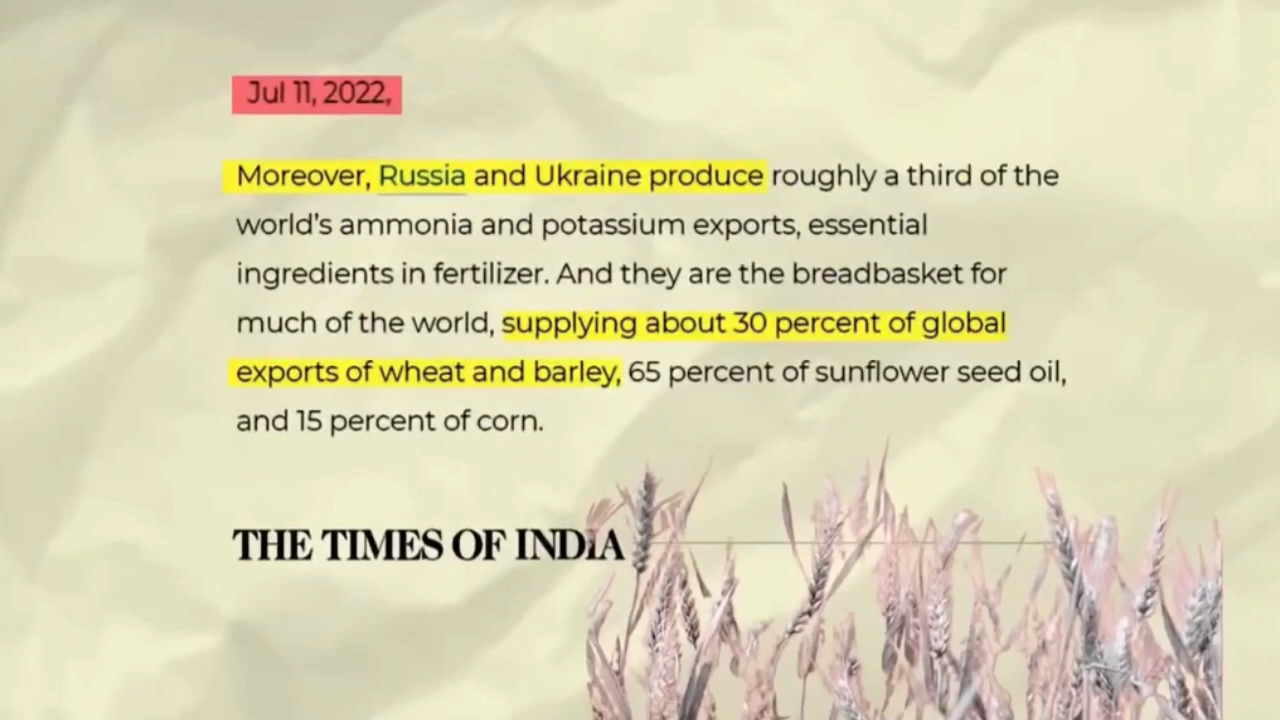 Jul 11, 2022,
Moreover, Russia and Ukraine produce roughly a third of the
world's ammonia and potassium exports, essential
ingredients in fertilizer. And they are the breadbasket for
much of the world, supplying about 30 percent of global
exports of wheat and barley, 65 percent of sunflower seed oil,
and 15 percent of corn.
THE TIMES OF INDIA